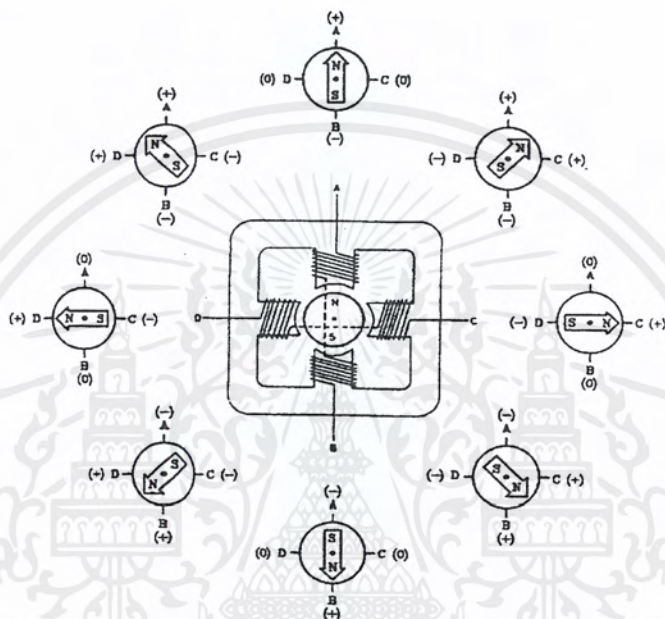 (+)
A
(0) D N S C (0)
B
(-)
(+)
A
(+) D N S C (-)
B
(-)
(+)
A
(-) D N S C (+)
B
(-)
(0)
A
(+) D N S C (-)
B
(0)
A
D N S C
B
(0)
A
(-) D S N C (+)
B
(0)
(-)
A
(+) D S N C (-)
B
(+)
(-)
A
(-) D S N C (+)
B
(+)
(-)
A
(0) D S N C (0)
B
(+)